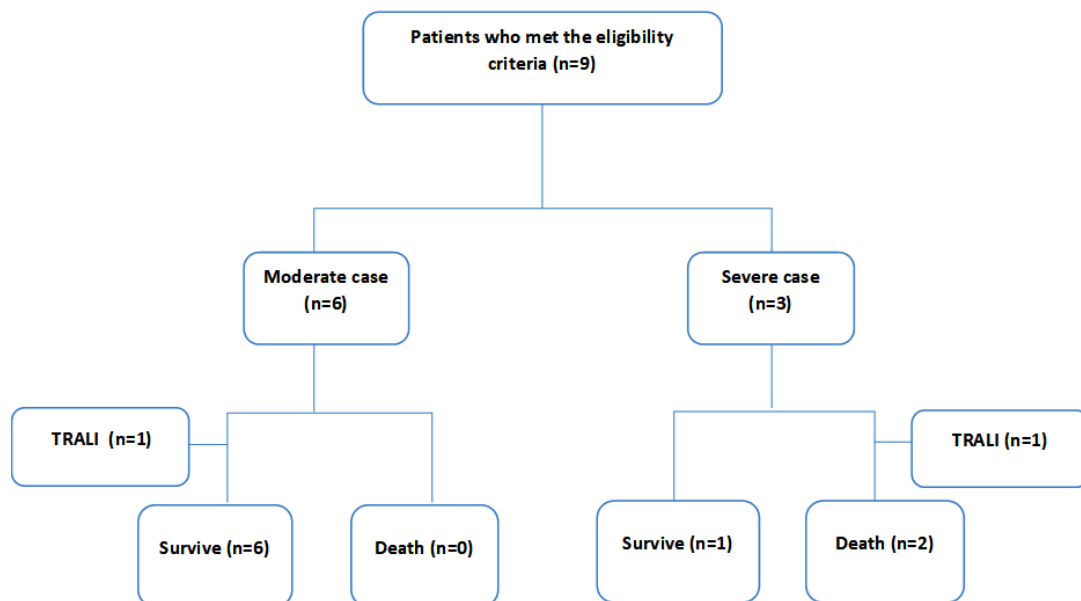 Patients who met the eligibility
criteria (n=9)
Moderate case
(n=6)
Severe case
(n=3)
TRALI (n=1)
TRALI (n=1)
Survive (n=6)
Death (n=0)
Survive (n=1)
Death (n=2)